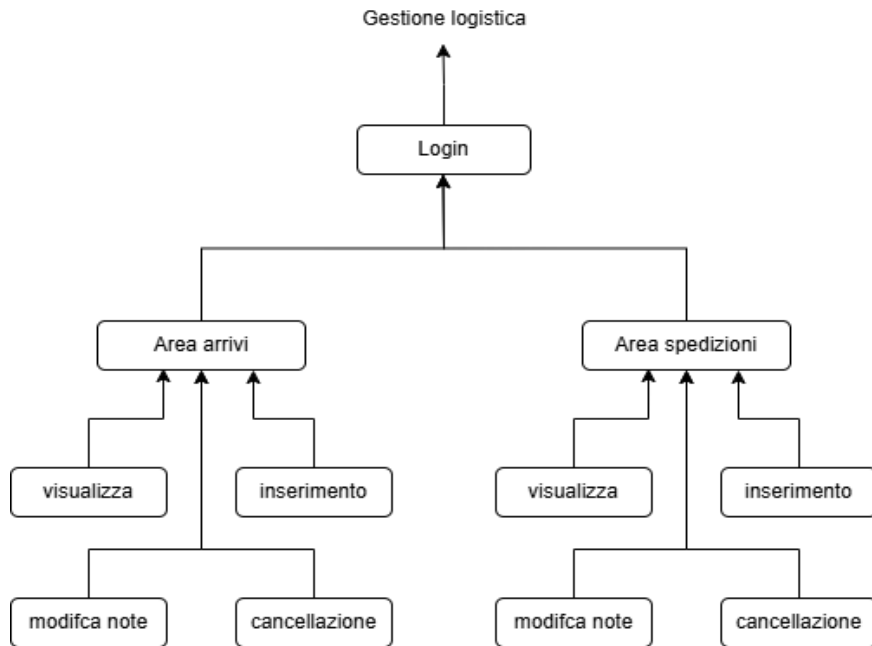 Gestione logistica
Login
Area arrivi
Area spedizioni
visualizza
inserimento
visualizza
inserimento
modifca note
cancellazione
modifca note
cancellazione